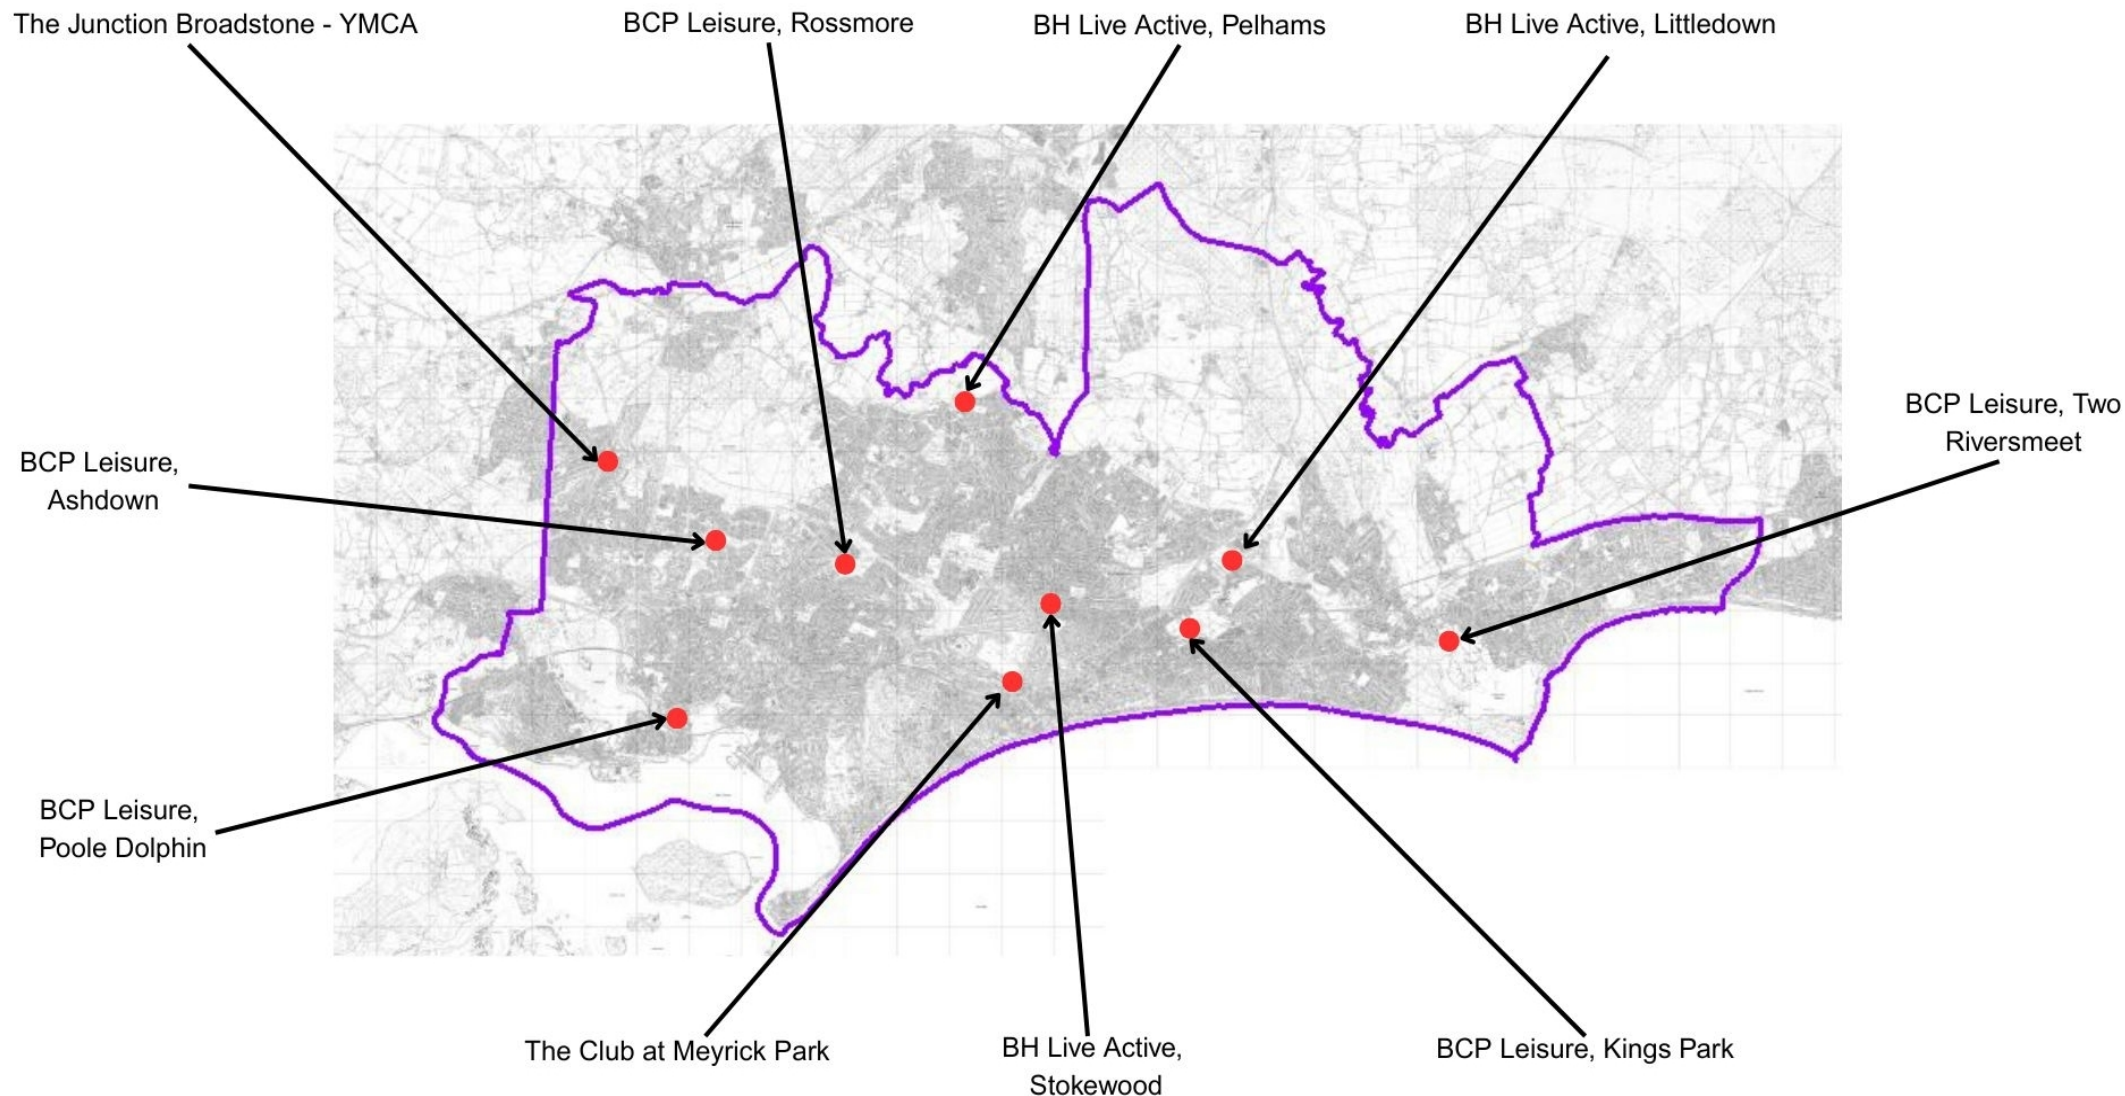 The Junction Broadstone - YMCA
BCP Leisure, Rossmore
BH Live Active, Pelhams
BH Live Active, Littledown
BCP Leisure, Two
Riversmeet
BCP Leisure,
Ashdown
BCP Leisure,
Poole Dolphin
The Club at Meyrick Park
BH Live Active,
Stokewood
BCP Leisure, Kings Park